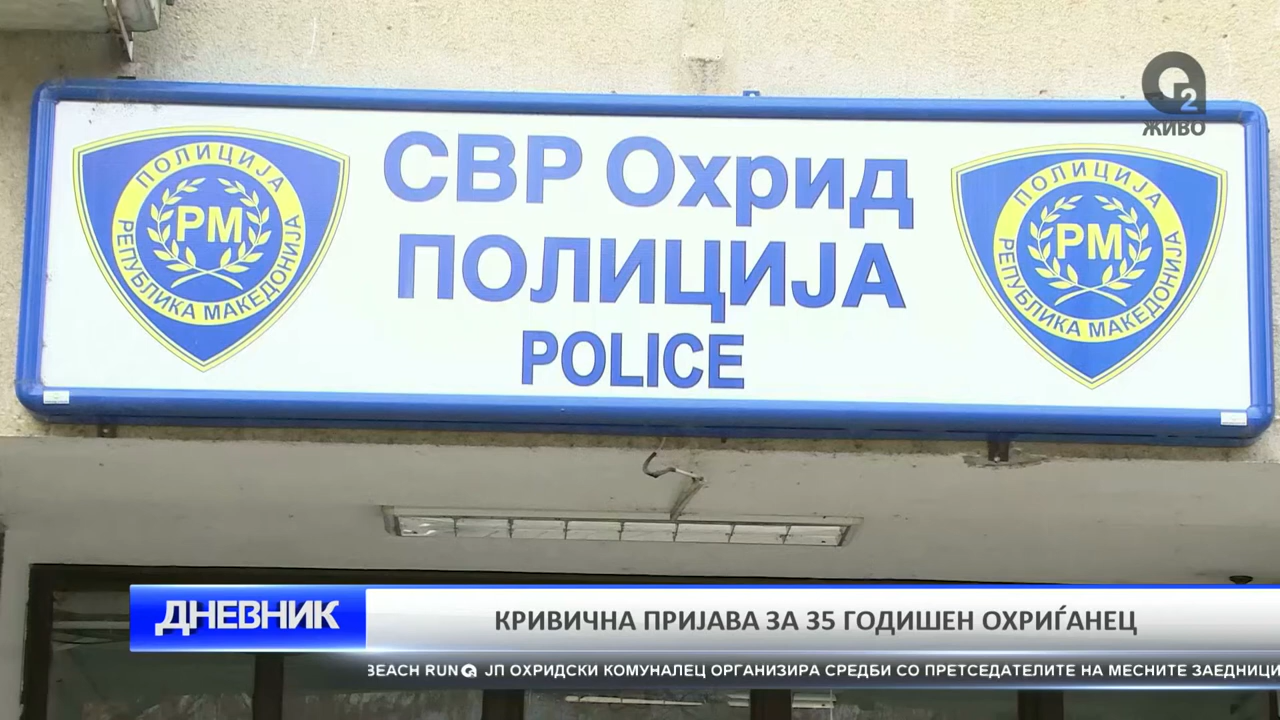 2
ЖИВО
СВР Охрид
ПОЛИЦИЈА
POLICE
ПОЛИЦИЈА
РМ
РЕПУБЛИКА МАКЕДОНИЈА
ПОЛИЦИЈА
РМ
РЕПУБЛИКА МАКЕДОНИЈА
ДНЕВНИК
КРИВИЧНА ПРИЈАВА ЗА 35 ГОДИШЕН ОХРИЃАНЕЦ
BEACH RUN ЈП ОХРИДСКИ КОМУНАЛЕЦ ОРГАНИЗИРА СРЕДБИ СО ПРЕТСЕДАТЕЛИТЕ НА МЕСНИТЕ ЗАЕДНИЦИ